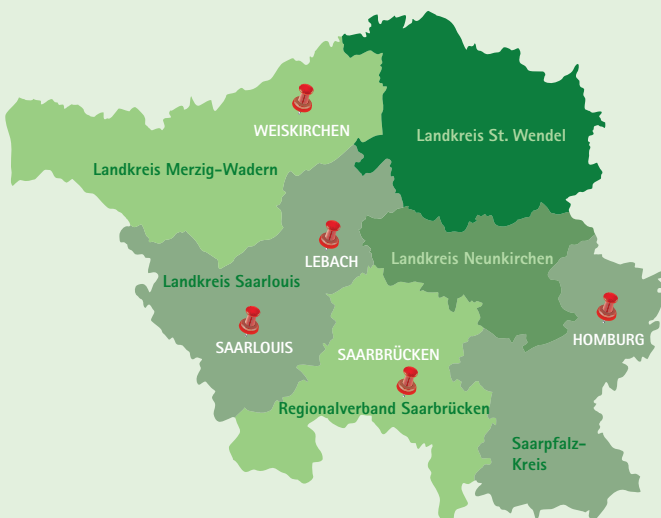 WEISKIRCHEN
Landkreis St. Wendel
Landkreis Merzig-Wadern
LEBACH
Landkreis Neunkirchen
Landkreis Saarlouis
SAARLOUIS
SAARBRÜCKEN
HOMBURG
Regionalverband Saarbrücken
Saarpfalz-
Kreis